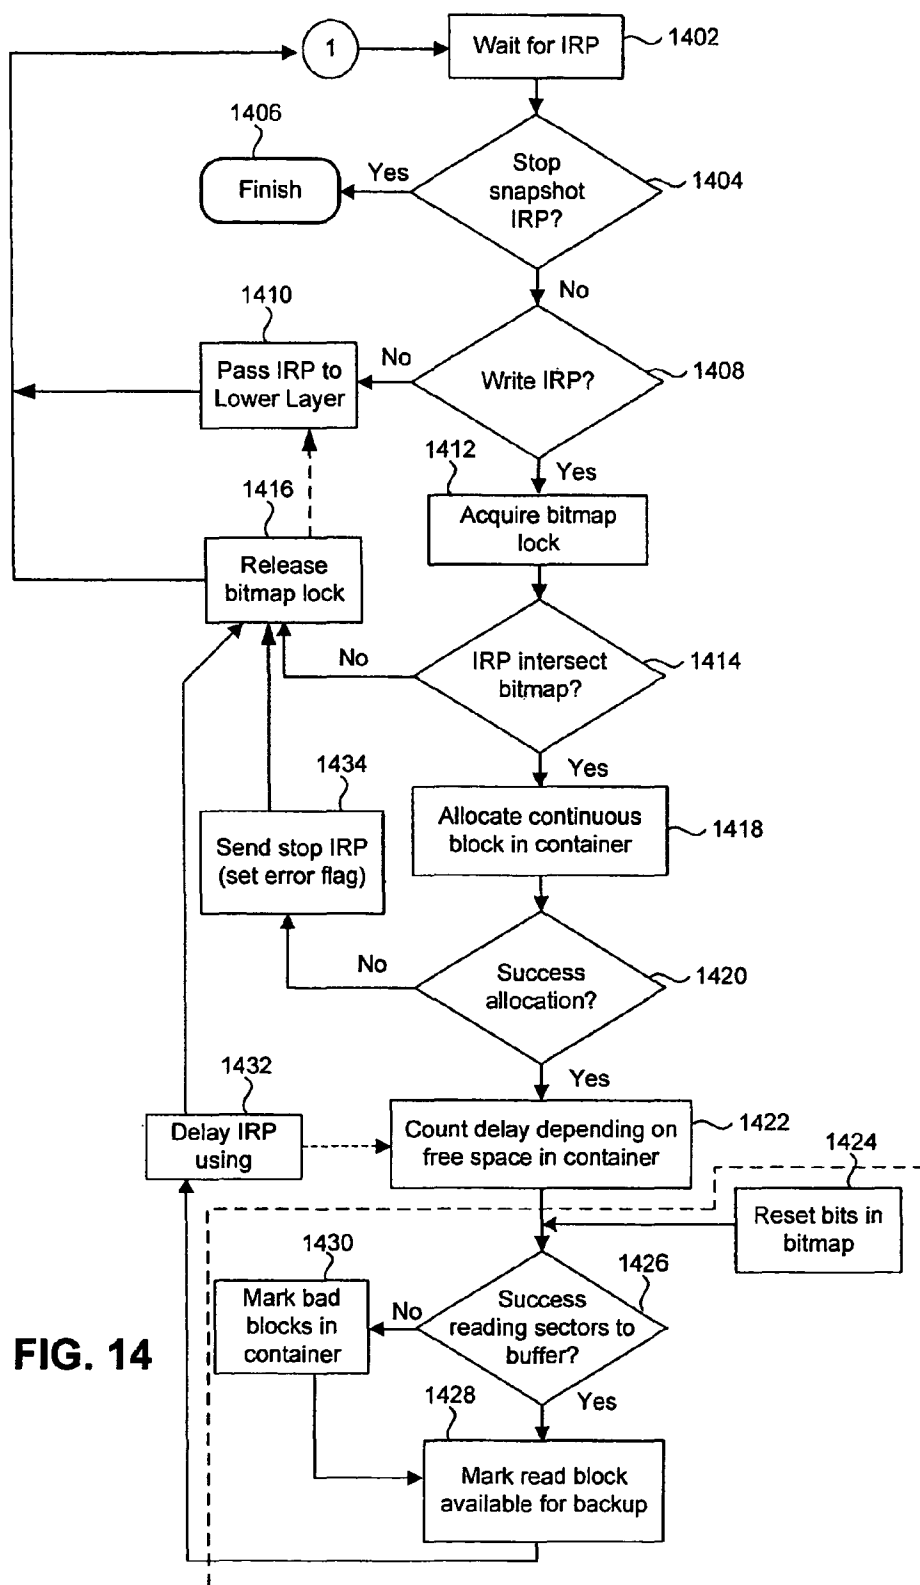 1
Wait for IRP
1402
1406
Finish
Yes
Stop
snapshot
IRP?
1404
No
1410
Pass IRP to
Lower Layer
No
Write IRP?
1408
1412
Yes
1416
Acquire bitmap
lock
Release
bitmap lock
No
IRP intersect
bitmap?
1414
Yes
1434
Send stop IRP
(set error flag)
Allocate continuous
block in container
1418
No
Success
allocation?
1420
Yes
1432
Delay IRP
using
Count delay depending on
free space in container
1422
1424
Reset bits in
bitmap
1430
Mark bad
blocks in
container
No
Success
reading sectors to
buffer?
1426
FIG. 14
Yes
1428
Mark read block
available for backup